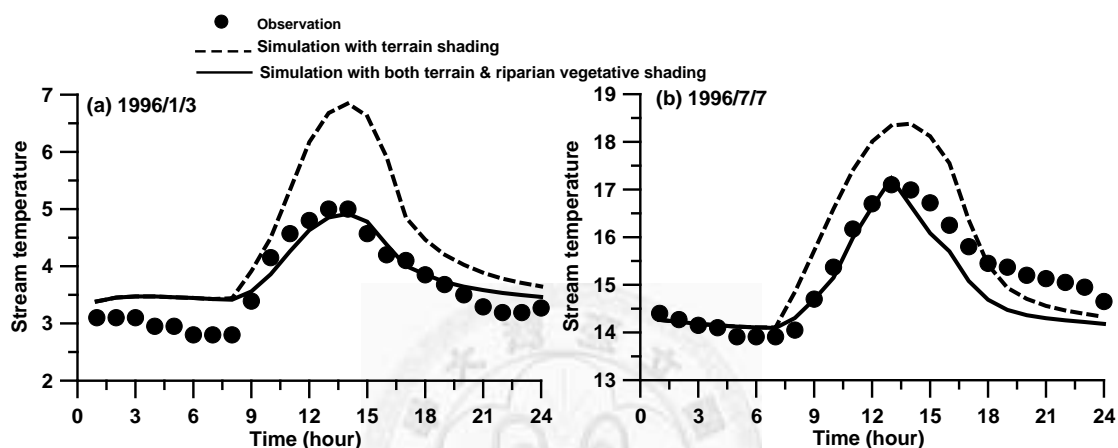 Observation
Simulation with terrain shading
Simulation with both terrain & riparian vegetative shading
(a) 1996/1/3
Stream temperature
7
6
5
4
3
2
0 3 6 9 12 15 18 21 24
Time (hour)
(b) 1996/7/7
Stream temperature
19
18
17
16
15
14
13
0 3 6 9 12 15 18 21 24
Time (hour)